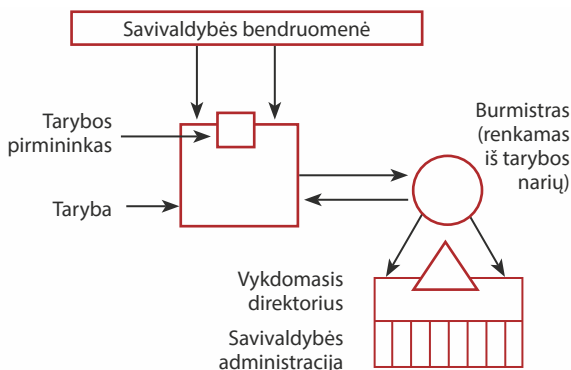 Savivaldybės bendruomenė
Tarybos
pirmininkas
Taryba
Burmistras
(renkamas
iš tarybos
narių)
Vykdomasis
direktorius
Savivaldybės
administracija